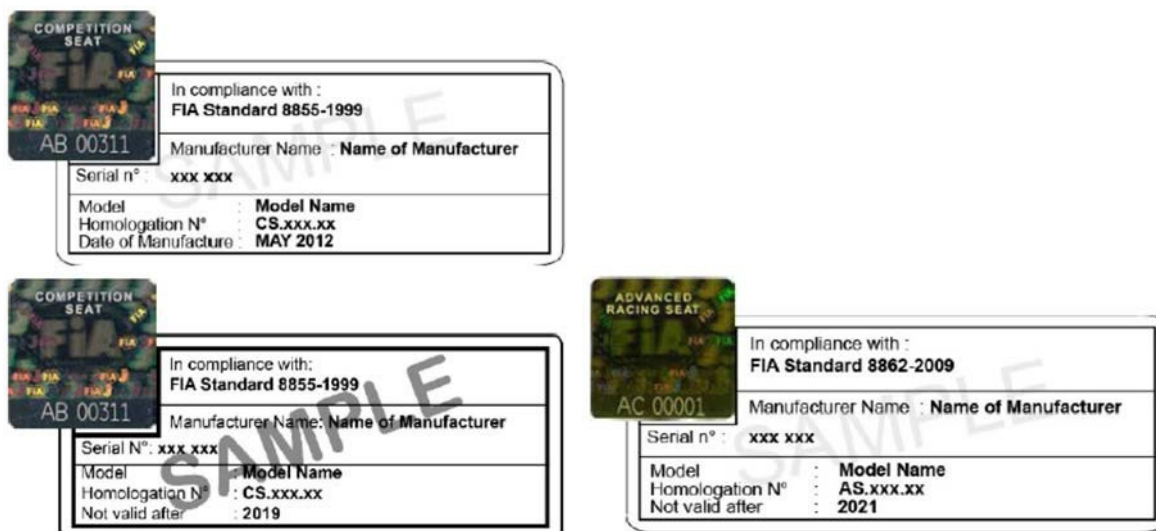 COMPETITION
SEAT
FIA
AB 00311
In compliance with :
FIA Standard 8855-1999
Manufacturer Name : Name of Manufacturer
Serial n° : xxx xxx
Model : Model Name
Homologation N° : CS.xxx.xx
Date of Manufacture : MAY 2012
SAMPLE
COMPETITION
SEAT
FIA
AB 00311
In compliance with:
FIA Standard 8855-1999
Manufacturer Name: Name of Manufacturer
Serial N°: xxx xxx
Model : Model Name
Homologation N° : CS.xxx.xx
Not valid after : 2019
SAMPLE
ADVANCED
RACING SEAT
FIA
AC 00001
In compliance with :
FIA Standard 8862-2009
Manufacturer Name : Name of Manufacturer
Serial n° : xxx xxx
Model : Model Name
Homologation N° : AS.xxx.xx
Not valid after : 2021
SAMPLE